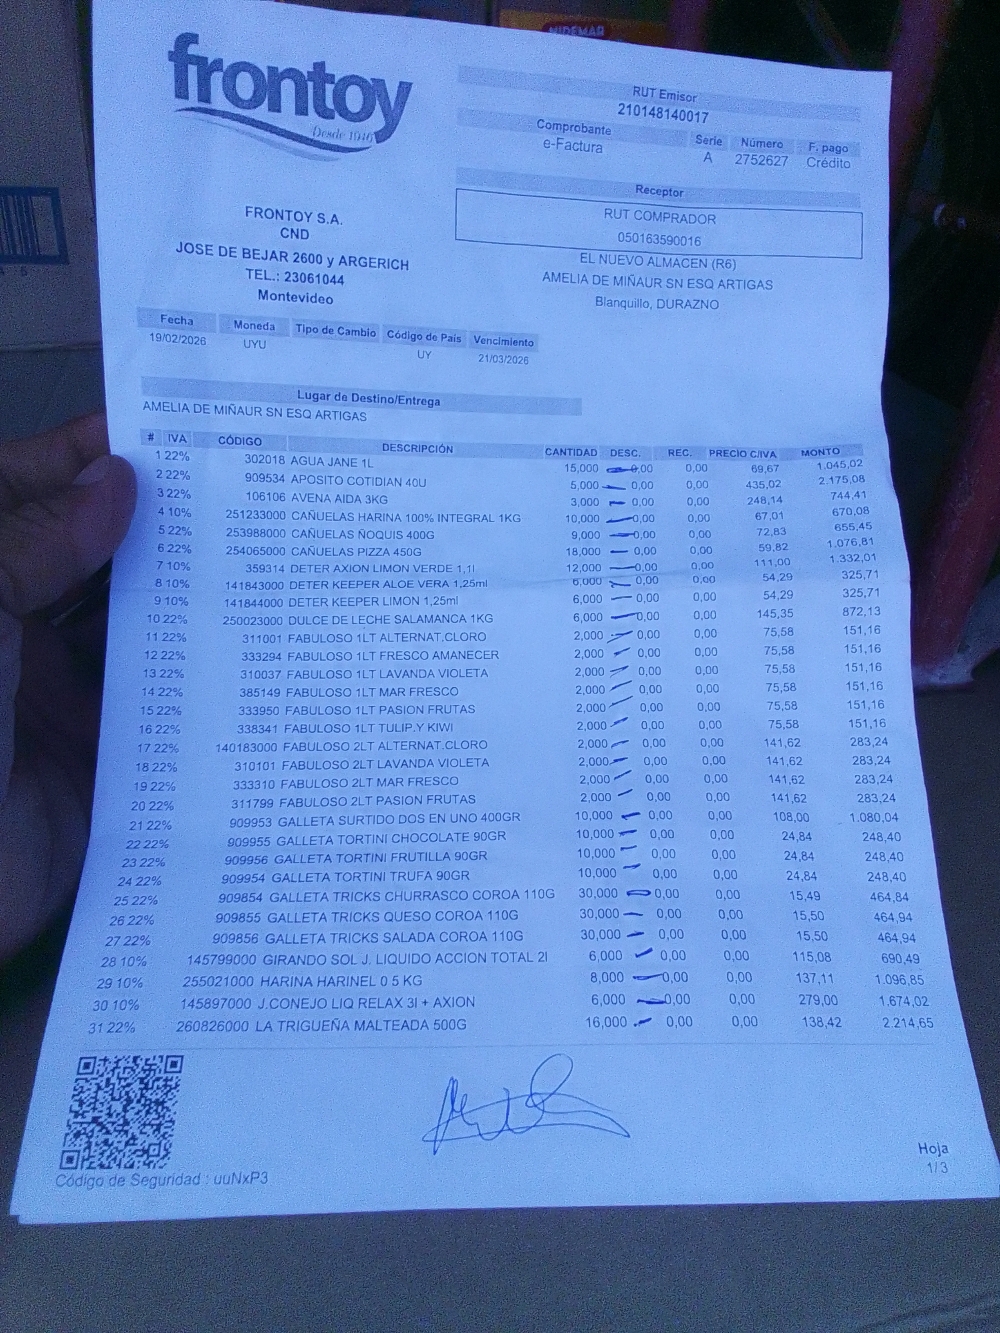 frontoy
Desde 1946
RUT Emisor
210148140017
Comprobante Serie Número F. pago
e-Factura A 2752627 Crédito
Receptor
RUT COMPRADOR
050163590016
EL NUEVO ALMACEN (R6)
AMELIA DE MIÑAUR SN ESQ ARTIGAS
Blanquillo, DURAZNO
FRONTOY S.A.
CND
JOSE DE BEJAR 2600 y ARGERICH
TEL.: 23061044
Montevideo
Fecha Moneda Tipo de Cambio Código de País Vencimiento
19/02/2026 UYU UY 21/03/2026
Lugar de Destino/Entrega
AMELIA DE MIÑAUR SN ESQ ARTIGAS
# IVA CÓDIGO DESCRIPCIÓN CANTIDAD DESC. REC. PRECIO C/IVA MONTO
1 22% 302018 AGUA JANE 1L 15,000 0,00 0,00 69,67 1.045,02
2 22% 909534 APOSITO COTIDIAN 40U 5,000 0,00 0,00 435,02 2.175,08
3 22% 106106 AVENA AIDA 3KG 3,000 0,00 0,00 248,14 744,41
4 10% 251233000 CAÑUELAS HARINA 100% INTEGRAL 1KG 10,000 0,00 0,00 67,01 670,08
5 22% 253988000 CAÑUELAS ÑOQUIS 400G 9,000 0,00 0,00 72,83 655,45
6 22% 254065000 CAÑUELAS PIZZA 450G 18,000 0,00 0,00 59,82 1.076,81
7 10% 359314 DETER AXION LIMON VERDE 1,1l 12,000 0,00 0,00 111,00 1.332,01
8 10% 141843000 DETER KEEPER ALOE VERA 1,25ml 6,000 0,00 0,00 54,29 325,71
9 10% 141844000 DETER KEEPER LIMON 1,25ml 6,000 0,00 0,00 54,29 325,71
10 22% 250023000 DULCE DE LECHE SALAMANCA 1KG 6,000 0,00 0,00 145,35 872,13
11 22% 311001 FABULOSO 1LT ALTERNAT.CLORO 2,000 0,00 0,00 75,58 151,16
12 22% 333294 FABULOSO 1LT FRESCO AMANECER 2,000 0,00 0,00 75,58 151,16
13 22% 310037 FABULOSO 1LT LAVANDA VIOLETA 2,000 0,00 0,00 75,58 151,16
14 22% 385149 FABULOSO 1LT MAR FRESCO 2,000 0,00 0,00 75,58 151,16
15 22% 333950 FABULOSO 1LT PASION FRUTAS 2,000 0,00 0,00 75,58 151,16
16 22% 338341 FABULOSO 1LT TULIP.Y KIWI 2,000 0,00 0,00 75,58 151,16
17 22% 140183000 FABULOSO 2LT ALTERNAT.CLORO 2,000 0,00 0,00 141,62 283,24
18 22% 310101 FABULOSO 2LT LAVANDA VIOLETA 2,000 0,00 0,00 141,62 283,24
19 22% 333310 FABULOSO 2LT MAR FRESCO 2,000 0,00 0,00 141,62 283,24
20 22% 311799 FABULOSO 2LT PASION FRUTAS 2,000 0,00 0,00 141,62 283,24
21 22% 909953 GALLETA SURTIDO DOS EN UNO 400GR 10,000 0,00 0,00 108,00 1.080,04
22 22% 909955 GALLETA TORTINI CHOCOLATE 90GR 10,000 0,00 0,00 24,84 248,40
23 22% 909956 GALLETA TORTINI FRUTILLA 90GR 10,000 0,00 0,00 24,84 248,40
24 22% 909954 GALLETA TORTINI TRUFA 90GR 10,000 0,00 0,00 24,84 248,40
25 22% 909854 GALLETA TRICKS CHURRASCO COROA 110G 30,000 0,00 0,00 15,49 464,84
26 22% 909855 GALLETA TRICKS QUESO COROA 110G 30,000 0,00 0,00 15,50 464,94
27 22% 909856 GALLETA TRICKS SALADA COROA 110G 30,000 0,00 0,00 15,50 464,94
28 10% 145799000 GIRANDO SOL J. LIQUIDO ACCION TOTAL 2l 6,000 0,00 0,00 115,08 690,49
29 10% 255021000 HARINA HARINEL 0 5 KG 8,000 0,00 0,00 137,11 1.096,85
30 10% 145897000 J.CONEJO LIQ RELAX 3l + AXION 6,000 0,00 0,00 279,00 1.674,02
31 22% 260826000 LA TRIGUEÑA MALTEADA 500G 16,000 0,00 0,00 138,42 2.214,65
Código de Seguridad : uuNxP3
Hoja
1/3